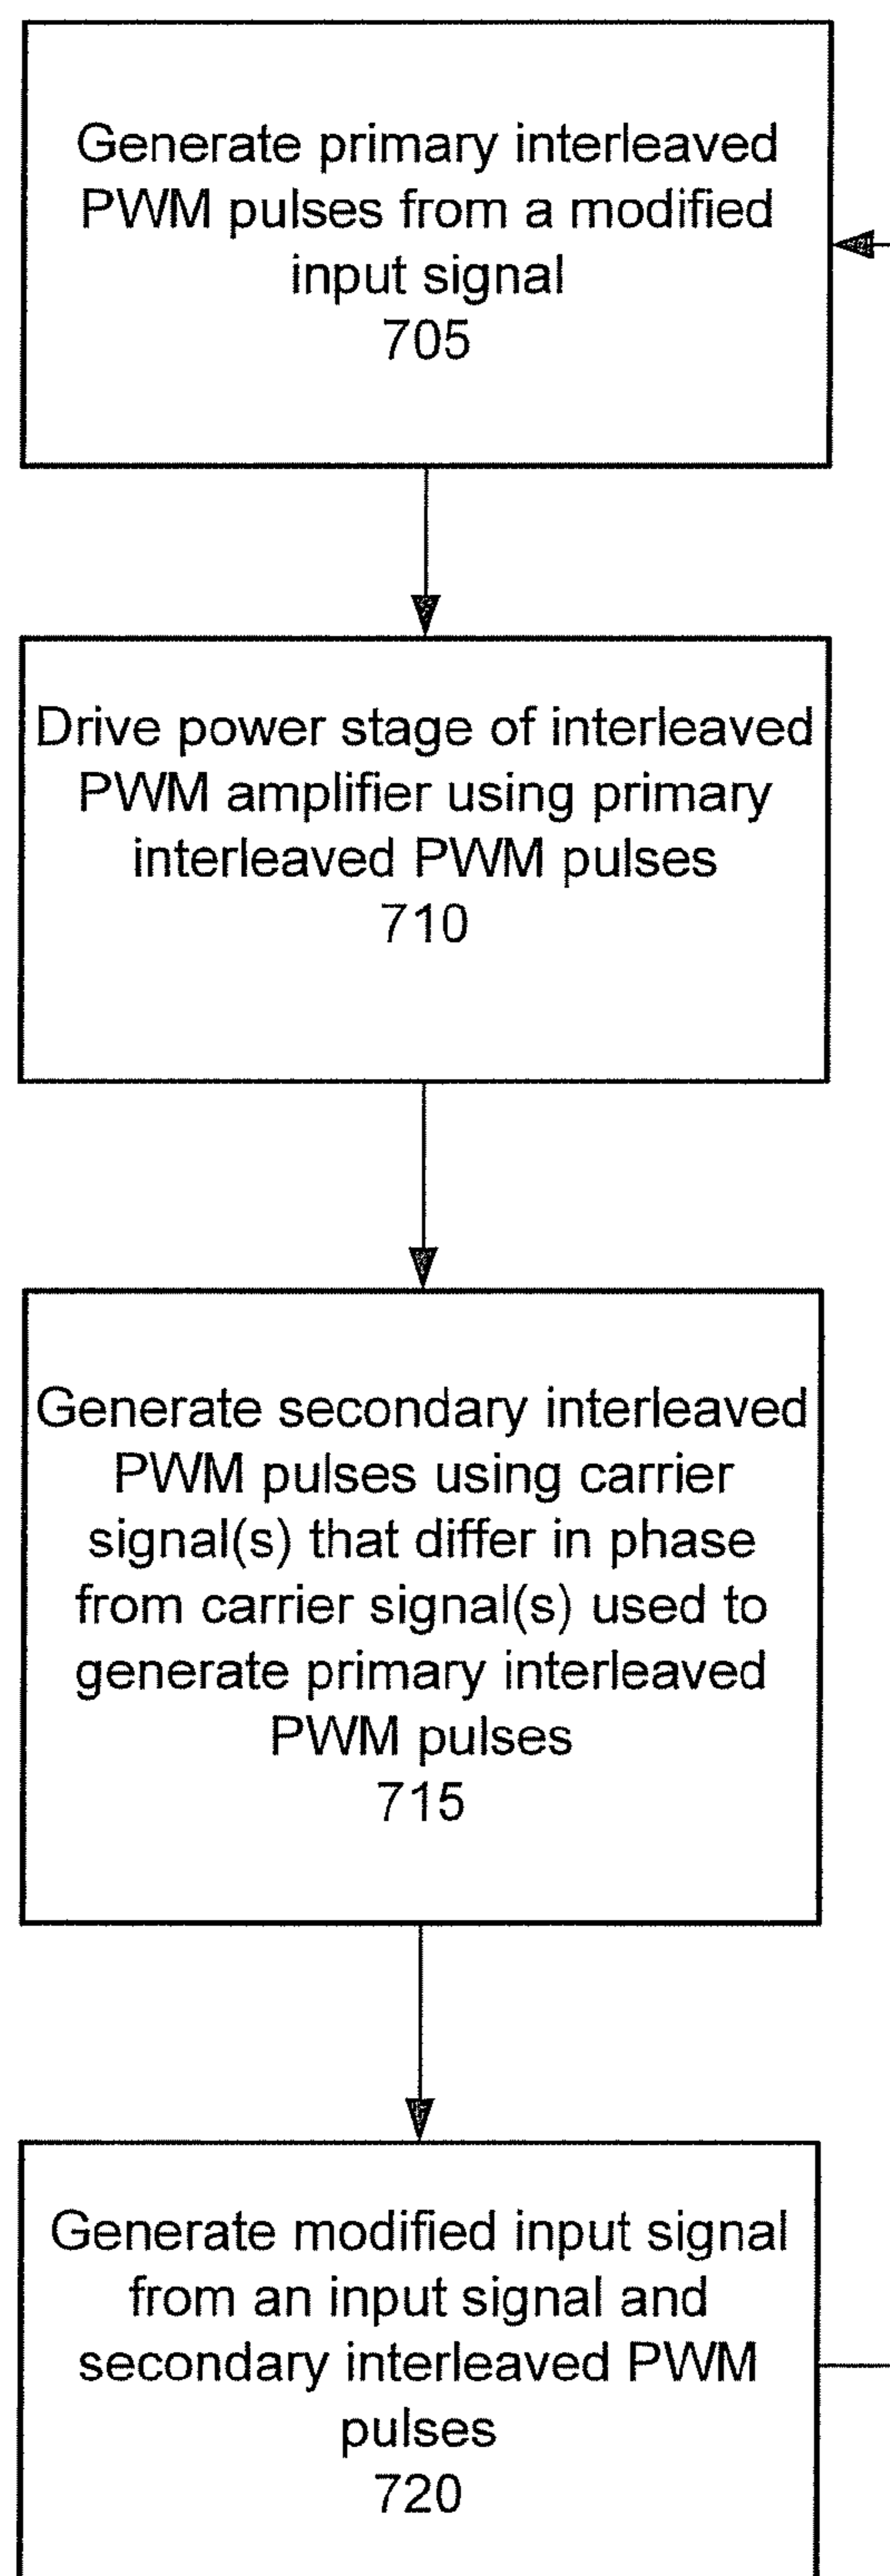 Generate primary interleaved
PWM pulses from a modified
input signal
705
Drive power stage of interleaved
PWM amplifier using primary
interleaved PWM pulses
710
Generate secondary interleaved
PWM pulses using carrier
signal(s) that differ in phase
from carrier signal(s) used to
generate primary interleaved
PWM pulses
715
Generate modified input signal
from an input signal and
secondary interleaved PWM
pulses
720